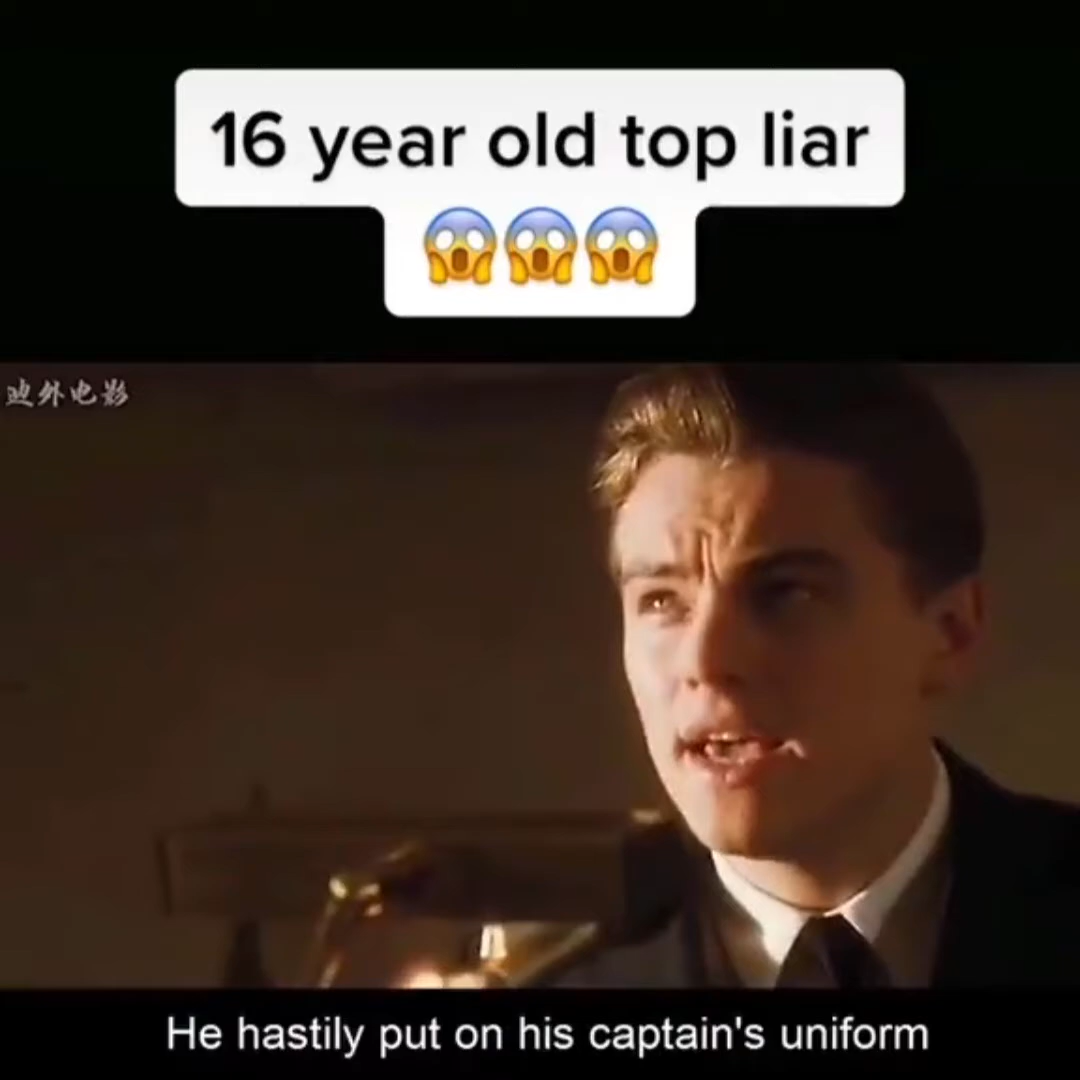 16 year old top liar
😱😱😱
迪外电影
He hastily put on his captain's uniform